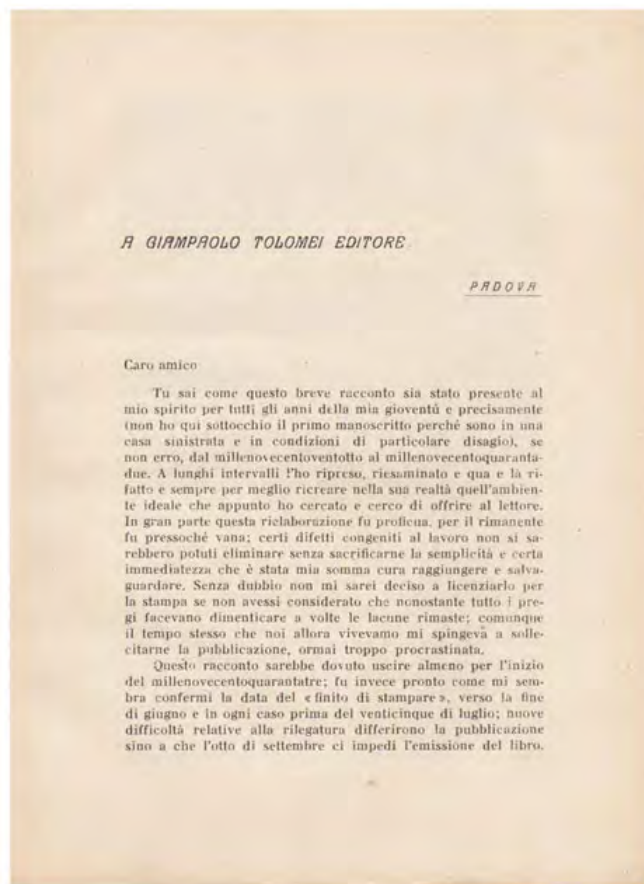 A GIAMPAOLO TOLOMEI EDITORE
PADOVA
Caro amico
Tu sai come questo breve racconto sia stato presente al
mio spirito per tutti gli anni della mia gioventú e precisamente
(non ho qui sottocchio il primo manoscritto perché sono in una
casa sinistrata e in condizioni di particolare disagio), se
non erro, dal millenovecentoventotto al millenovecentoquaranta-
due. A lunghi intervalli l'ho ripreso, riesaminato e qua e là ri-
fatto e sempre per meglio ricreare nella sua realtà quell'ambien-
te ideale che appunto ho cercato e cerco di offrire al lettore.
In gran parte questa rielaborazione fu proficua, per il rimanente
fu pressoché vana; certi difetti congeniti al lavoro non si sa-
rebbero potuti eliminare senza sacrificarne la semplicità e certa
immediatezza che è stata mia somma cura raggiungere e salva-
guardare. Senza dubbio non mi sarei deciso a licenziarlo per
la stampa se non avessi considerato che nonostante tutto i pre-
gi facevano dimenticare a volte le lacune rimaste; comunque
il tempo stesso che noi allora vivevamo mi spingeva a solle-
citarne la pubblicazione, ormai troppo procrastinata.
Questo racconto sarebbe dovuto uscire almeno per l'inizio
del millenovecentoquarantatre; fu invece pronto come mi sem-
bra confermi la data del «finito di stampare», verso la fine
di giugno e in ogni caso prima del venticinque di luglio; nuove
difficoltà relative alla rilegatura differirono la pubblicazione
sino a che l'otto di settembre ci impedì l'emissione del libro.